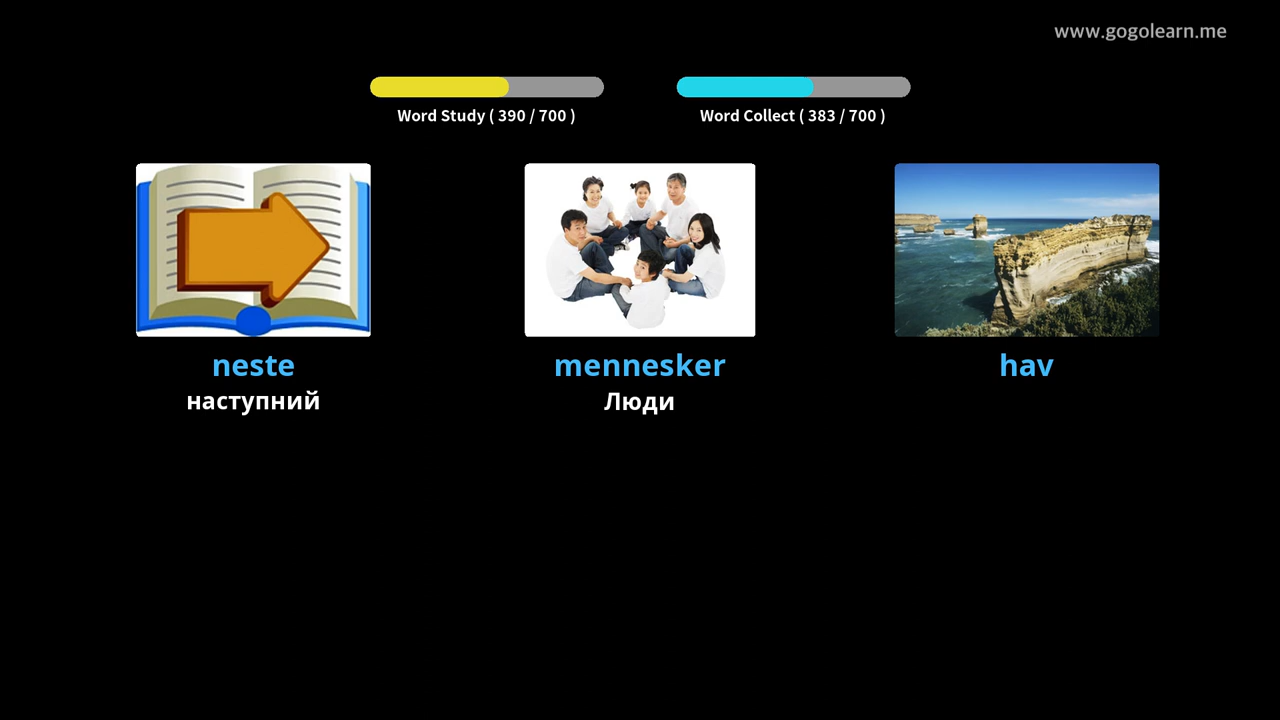 www.gogolearn.me
Word Study ( 390 / 700 )
Word Collect ( 383 / 700 )
neste
mennesker
hav
наступний
Люди